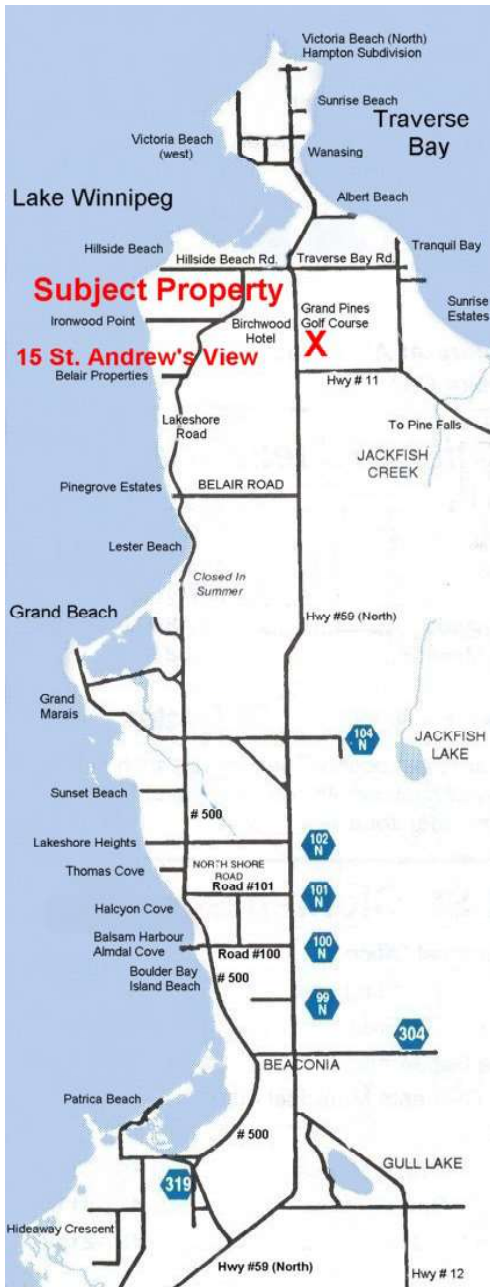 Victoria Beach (North)
Hampton Subdivision
Sunrise Beach
Traverse
Bay
Victoria Beach
(west)
Wanasing
Lake Winnipeg
Albert Beach
Hillside Beach
Hillside Beach Rd.
Traverse Bay Rd.
Tranquil Bay
Subject Property
Grand Pines
Golf Course
Sunrise
Estates
Ironwood Point
Birchwood
Hotel
X
15 St. Andrew's View
Belair Properties
Hwy # 11
Lakeshore
Road
To Pine Falls
JACKFISH
CREEK
Pinegrove Estates
BELAIR ROAD
Lester Beach
Closed In
Summer
Grand Beach
Hwy #59 (North)
Grand
Marais
104
N
JACKFISH
LAKE
Sunset Beach
# 500
Lakeshore Heights
102
N
Thomas Cove
NORTH SHORE
ROAD
Road #101
101
N
Halcyon Cove
Balsam Harbour
Almdal Cove
Road #100
100
N
Boulder Bay
Island Beach
# 500
99
N
304
BEACONIA
Patrica Beach
# 500
GULL LAKE
319
Hideaway Crescent
Hwy #59 (North)
Hwy # 12